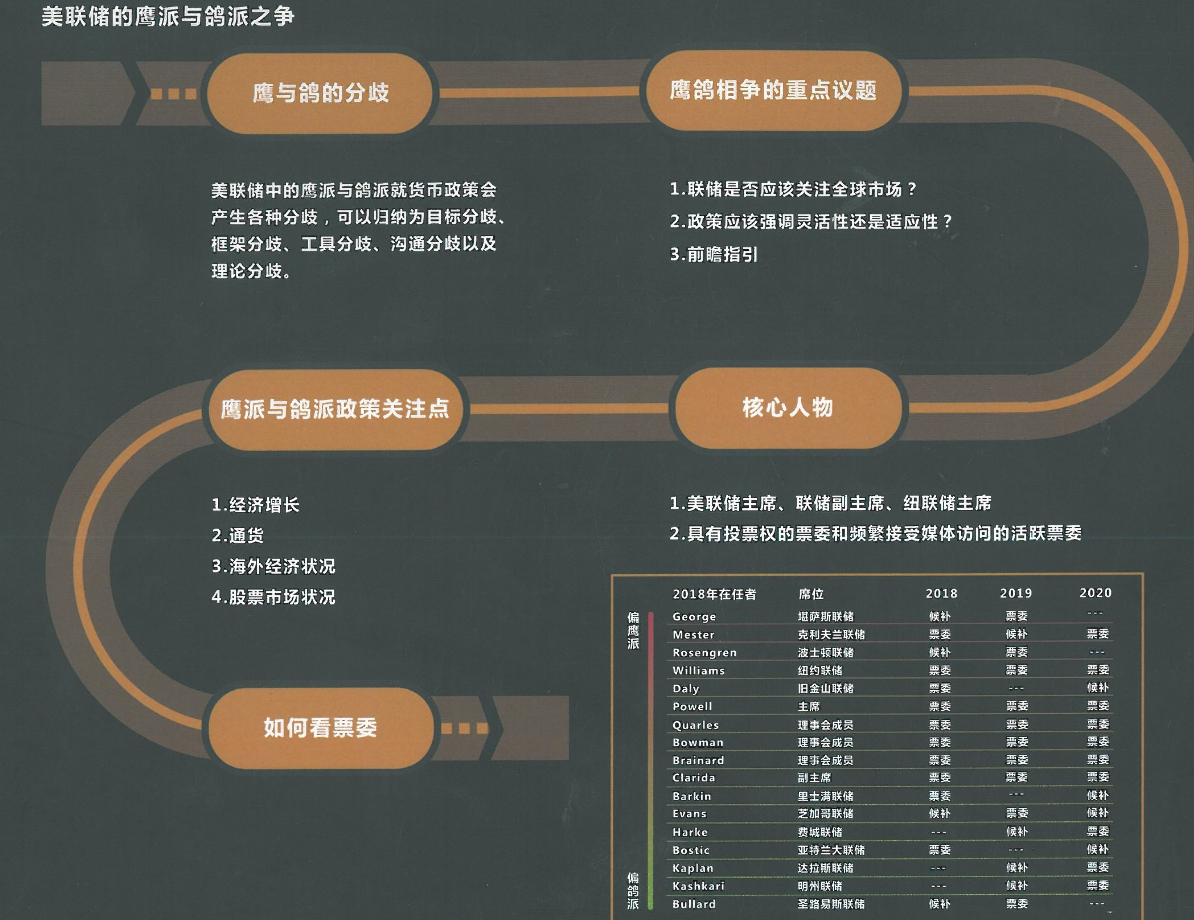 美联储的鹰派与鸽派之争
鹰与鸽的分歧
鹰鸽相争的重点议题
美联储中的鹰派与鸽派就货币政策会
产生各种分歧，可以归纳为目标分歧、
框架分歧、工具分歧、沟通分歧以及
理论分歧。
1.联储是否应该关注全球市场？
2.政策应该强调灵活性还是适应性？
3.前瞻指引
鹰派与鸽派政策关注点
核心人物
1.经济增长
2.通货
3.海外经济状况
4.股票市场状况
1.美联储主席、联储副主席、纽联储主席
2.具有投票权的票委和频繁接受媒体访问的活跃票委
如何看票委
偏鹰派
2018年在任者 席位 2018 2019 2020
George 堪萨斯联储 候补 票委 ---
Mester 克利夫兰联储 票委 候补 票委
Rosengren 波士顿联储 候补 票委 ---
Williams 纽约联储 票委 票委 票委
Daly 旧金山联储 票委 --- 候补
Powell 主席 票委 票委 票委
Quarles 理事会成员 票委 票委 票委
Bowman 理事会成员 票委 票委 票委
Brainard 理事会成员 票委 票委 票委
Clarida 副主席 票委 票委 票委
Barkin 里士满联储 票委 --- 候补
Evans 芝加哥联储 候补 票委 候补
Harke 费城联储 --- 候补 票委
Bostic 亚特兰大联储 票委 --- 候补
Kaplan 达拉斯联储 --- 候补 票委
Kashkari 明州联储 --- 候补 票委
Bullard 圣路易斯联储 候补 票委 ---
偏鸽派